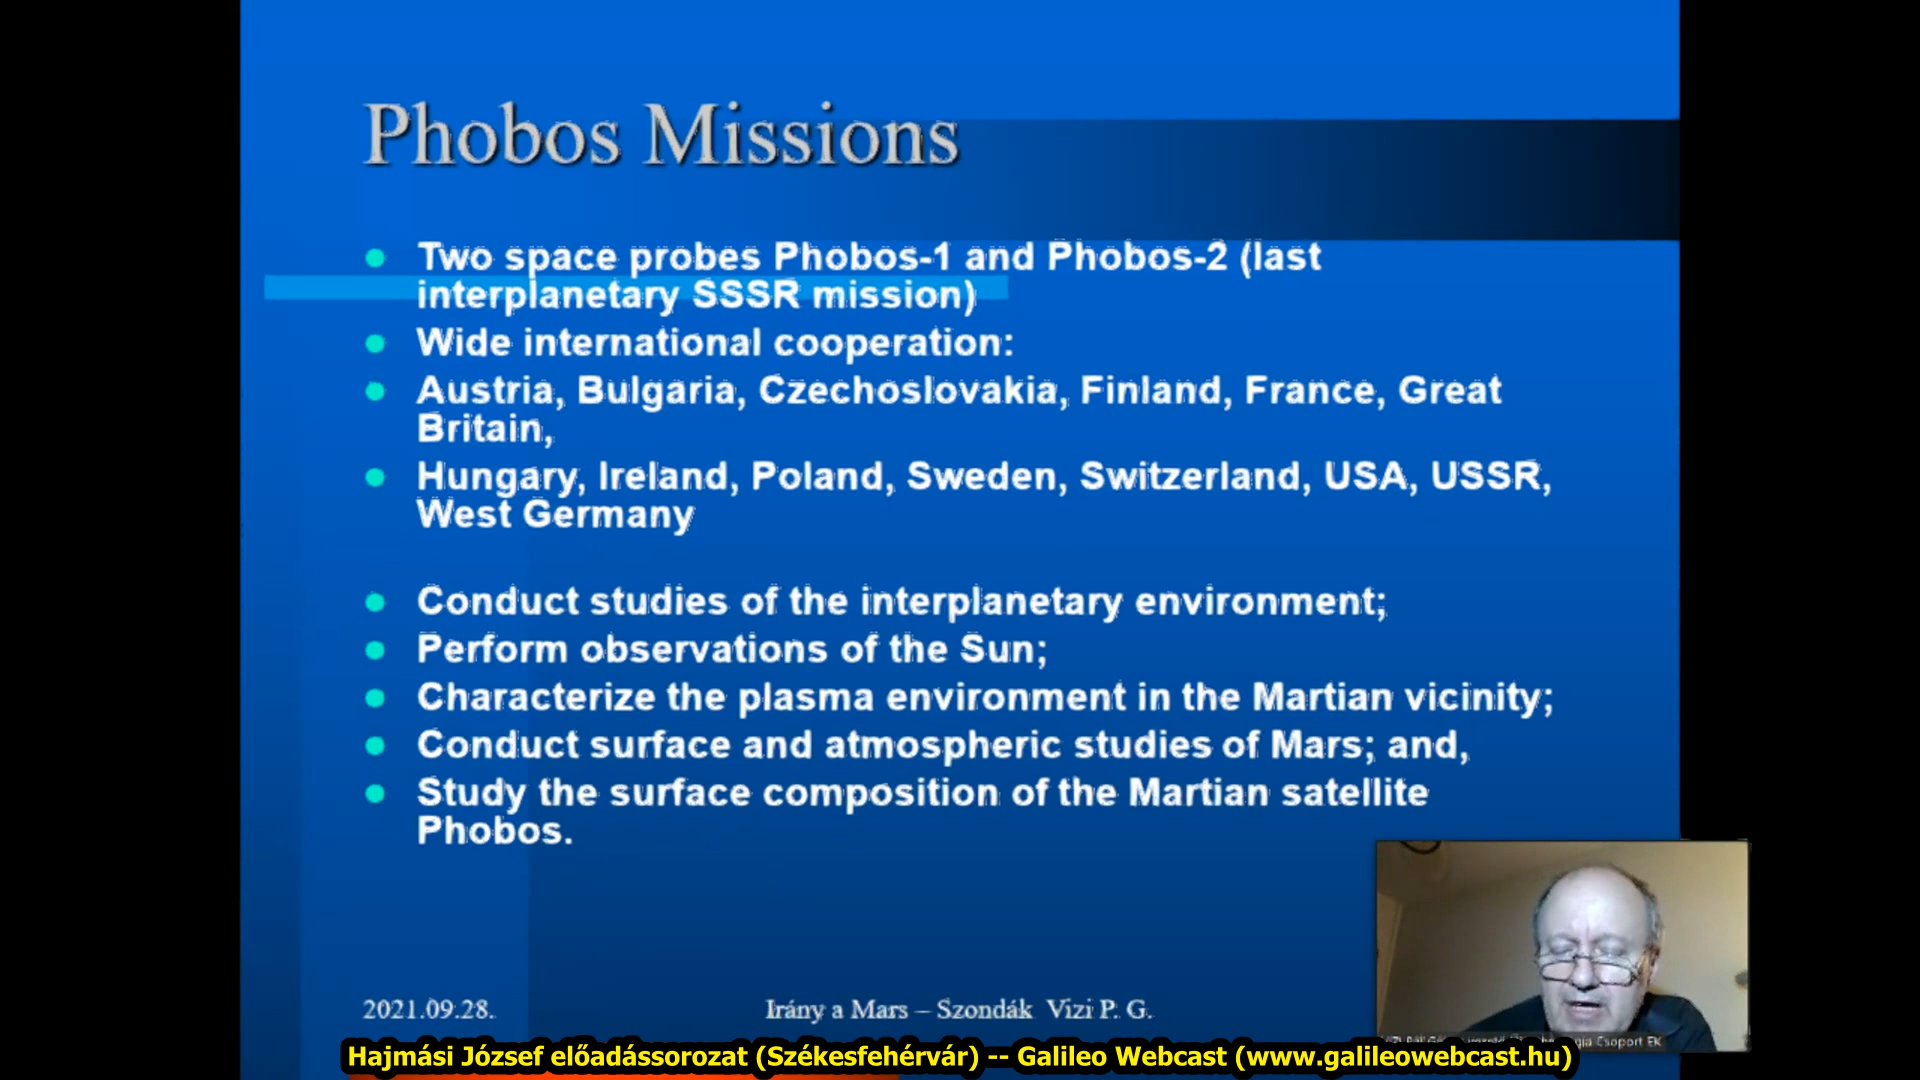 Phobos Missions
Two space probes Phobos-1 and Phobos-2 (last
interplanetary SSSR mission)
Wide international cooperation:
Austria, Bulgaria, Czechoslovakia, Finland, France, Great
Britain,
Hungary, Ireland, Poland, Sweden, Switzerland, USA, USSR,
West Germany
Conduct studies of the interplanetary environment;
Perform observations of the Sun;
Characterize the plasma environment in the Martian vicinity;
Conduct surface and atmospheric studies of Mars; and,
Study the surface composition of the Martian satellite
Phobos.
2021.09.28.
Irány a Mars – Szondák Vizi P. G.
Csoport EK
Hajmási József előadássorozat (Székesfehérvár) -- Galileo Webcast (www.galileowebcast.hu)